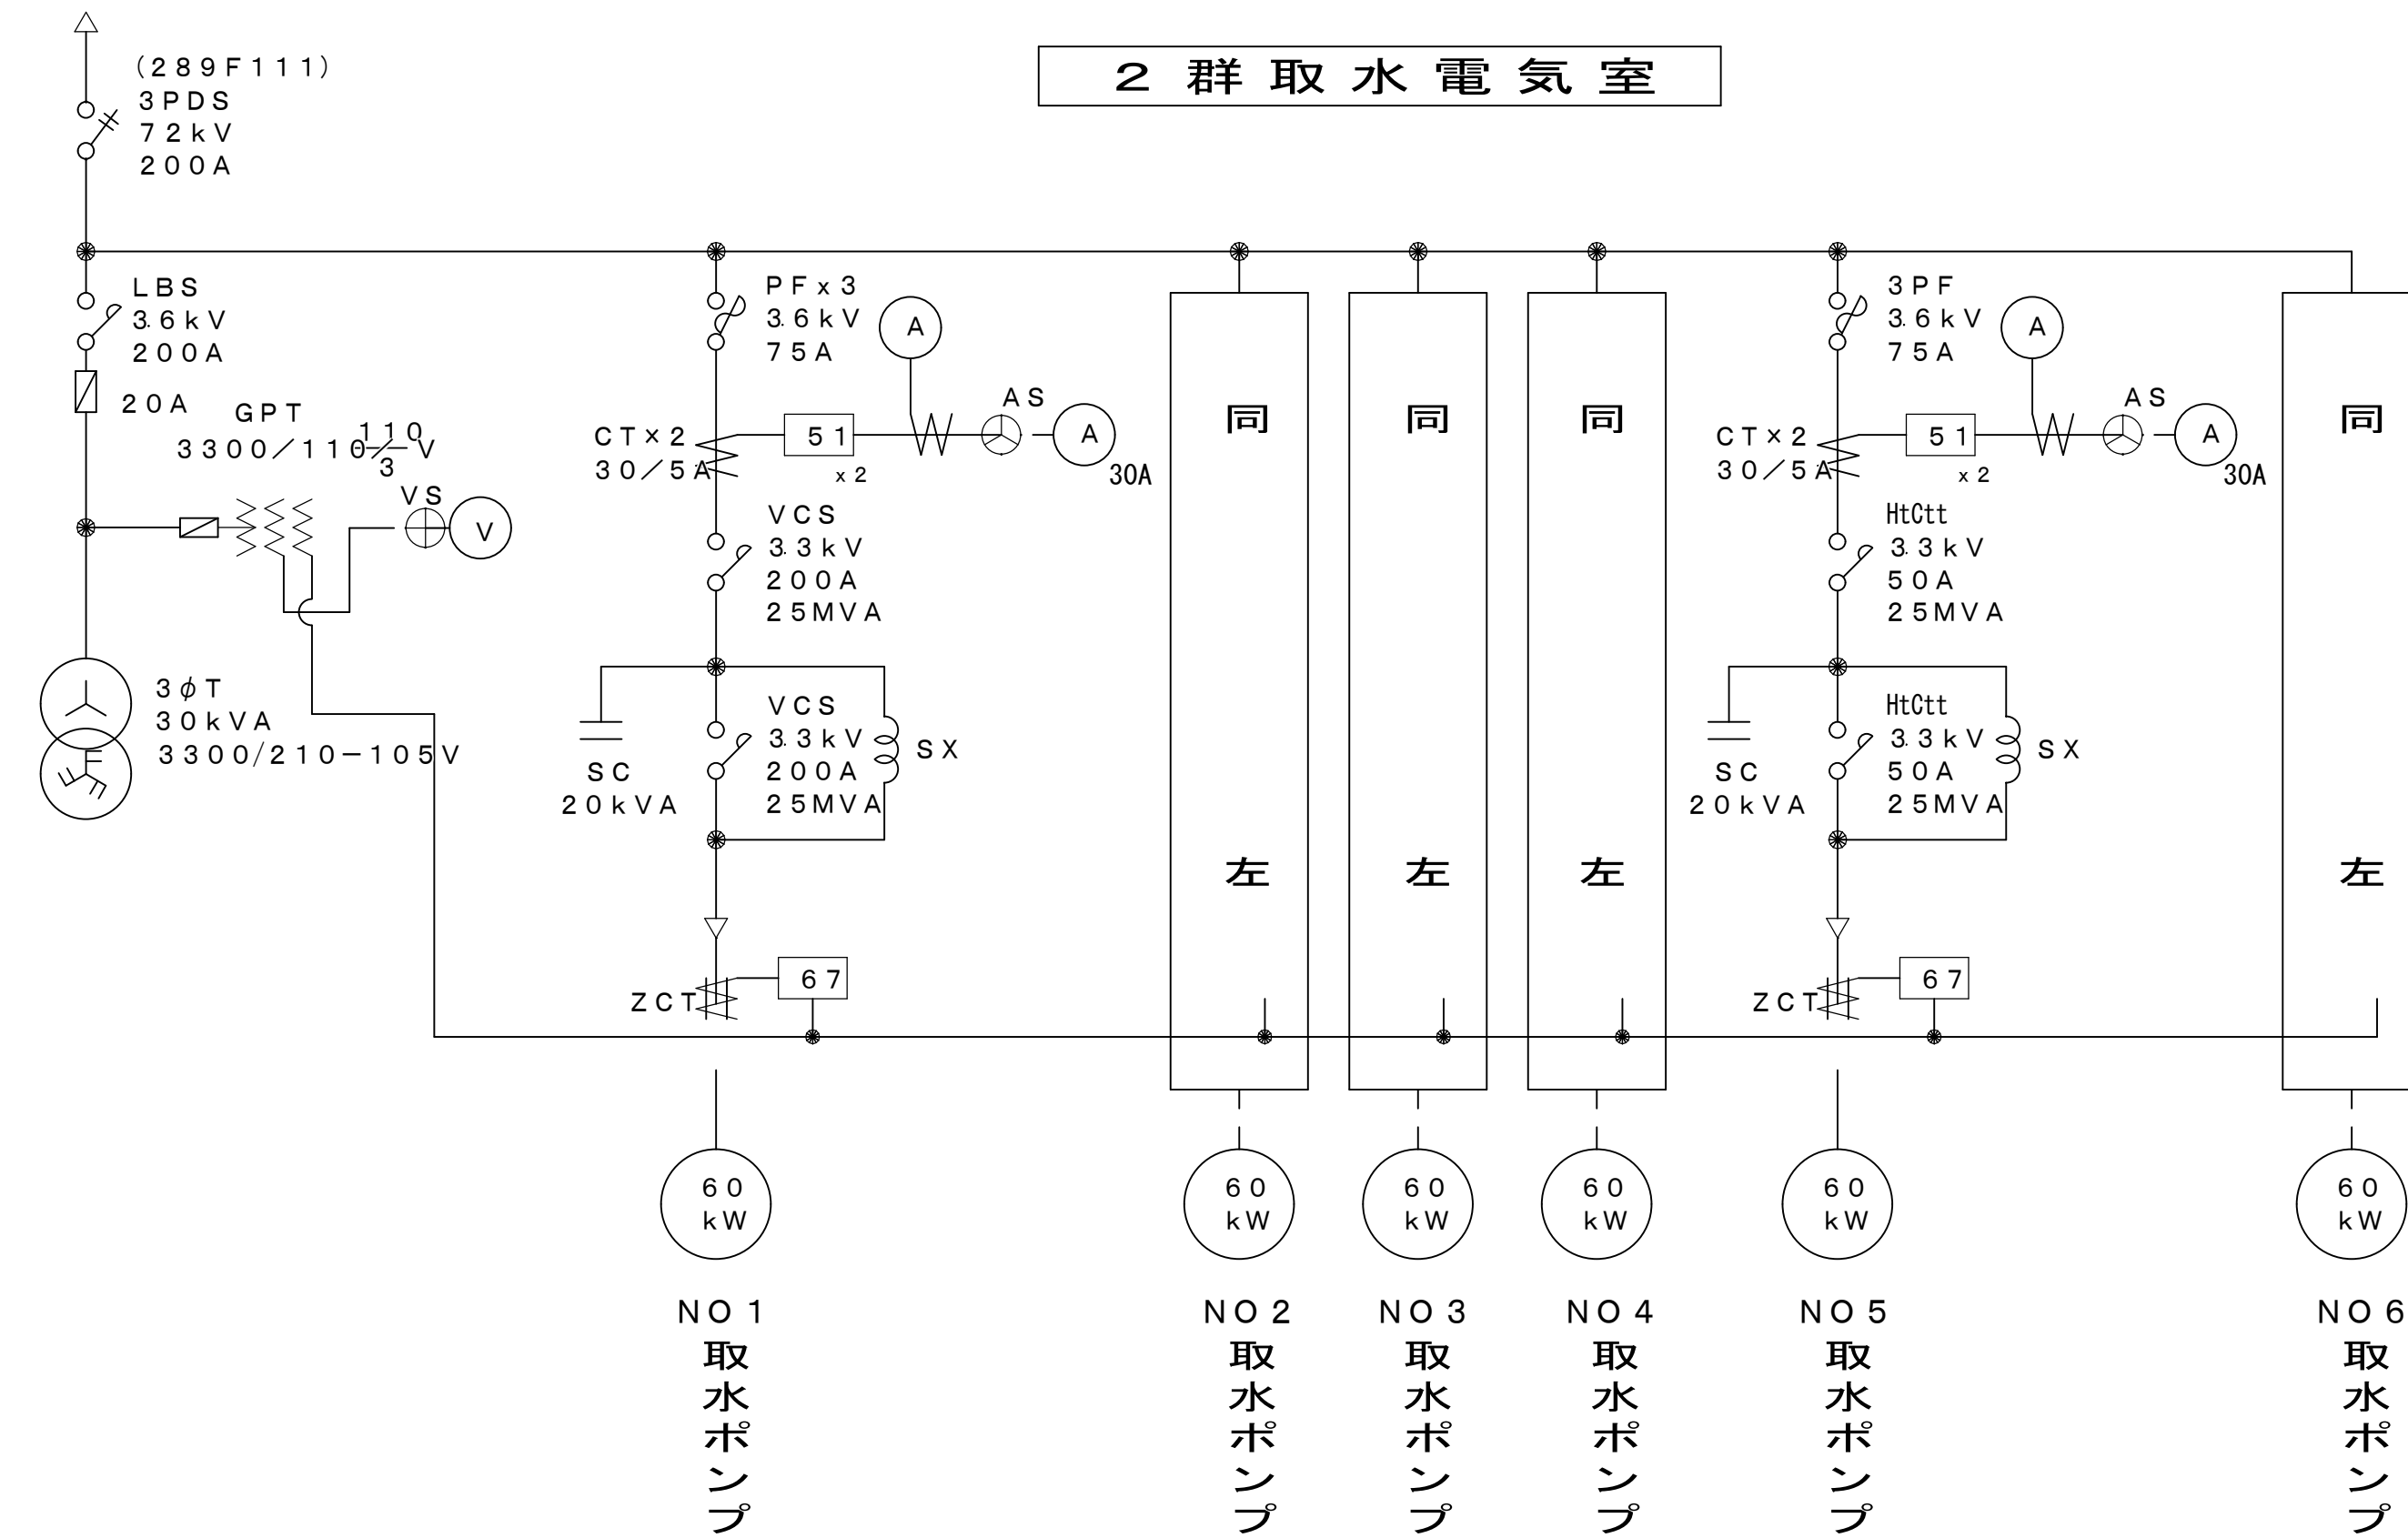 ２群取水電気室
（２８９Ｆ１１１）
３ＰＤＳ
７２ｋＶ
２００Ａ
ＬＢＳ
３.６ｋＶ
２００Ａ
２０Ａ
ＧＰＴ
３３００／１１０／１１０／３Ｖ
ＶＳ
Ｖ
３φＴ
３０ｋＶＡ
３３００/２１０－１０５Ｖ
ＰＦｘ３
３.６ｋＶ
７５Ａ
Ａ
ＡＳ
Ａ
30A
ＣＴ×２
３０／５Ａ
５１
ｘ２
ＶＣＳ
３.３ｋＶ
２００Ａ
２５ＭＶＡ
ＶＣＳ
３.３ｋＶ
２００Ａ
２５ＭＶＡ
ＳＣ
２０ｋＶＡ
ＳＸ
ＺＣＴ
６７
６０
ｋＷ
ＮＯ１
取水ポンプ
同左
６０
ｋＷ
ＮＯ２
取水ポンプ
同左
６０
ｋＷ
ＮＯ３
取水ポンプ
同左
６０
ｋＷ
ＮＯ４
取水ポンプ
３ＰＦ
３.６ｋＶ
７５Ａ
Ａ
ＡＳ
Ａ
30A
ＣＴ×２
３０／５Ａ
５１
ｘ２
HtCtt
３.３ｋＶ
５０Ａ
２５ＭＶＡ
HtCtt
３.３ｋＶ
５０Ａ
２５ＭＶＡ
ＳＣ
２０ｋＶＡ
ＳＸ
ＺＣＴ
６７
６０
ｋＷ
ＮＯ５
取水ポンプ
同左
６０
ｋＷ
ＮＯ６
取水ポンプ